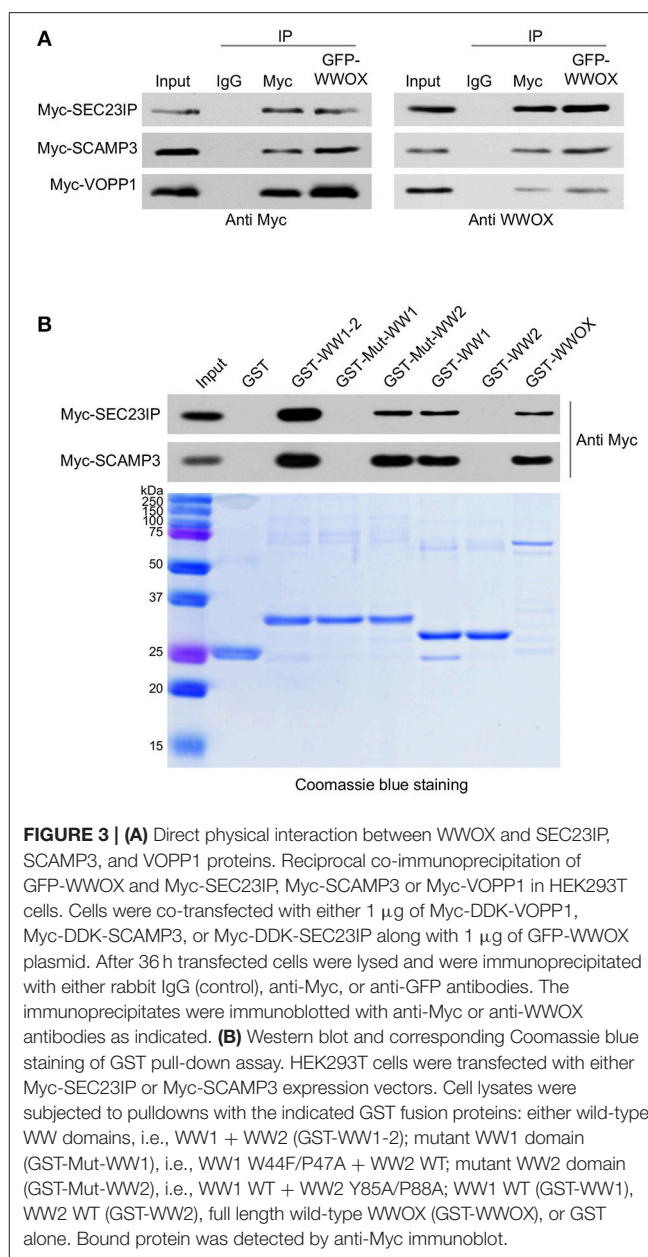 A
IP
IP
Input IgG Myc GFP-WWOX
Input IgG Myc GFP-WWOX
Myc-SEC23IP
Myc-SCAMP3
Myc-VOPP1
Anti Myc
Anti WWOX
B
Input GST GST-WW1-2 GST-Mut-WW1 GST-Mut-WW2 GST-WW1 GST-WW2 GST-WWOX
Myc-SEC23IP
Myc-SCAMP3
Anti Myc
kDa
250
150
100
75
50
37
25
20
15
Coomassie blue staining
FIGURE 3 | (A) Direct physical interaction between WWOX and SEC23IP,
SCAMP3, and VOPP1 proteins. Reciprocal co-immunoprecipitation of
GFP-WWOX and Myc-SEC23IP, Myc-SCAMP3 or Myc-VOPP1 in HEK293T
cells. Cells were co-transfected with either 1 μg of Myc-DDK-VOPP1,
Myc-DDK-SCAMP3, or Myc-DDK-SEC23IP along with 1 μg of GFP-WWOX
plasmid. After 36 h transfected cells were lysed and were immunoprecipitated
with either rabbit IgG (control), anti-Myc, or anti-GFP antibodies. The
immunoprecipitates were immunoblotted with anti-Myc or anti-WWOX
antibodies as indicated. (B) Western blot and corresponding Coomassie blue
staining of GST pull-down assay. HEK293T cells were transfected with either
Myc-SEC23IP or Myc-SCAMP3 expression vectors. Cell lysates were
subjected to pulldowns with the indicated GST fusion proteins: either wild-type
WW domains, i.e., WW1 + WW2 (GST-WW1-2); mutant WW1 domain
(GST-Mut-WW1), i.e., WW1 W44F/P47A + WW2 WT; mutant WW2 domain
(GST-Mut-WW2), i.e., WW1 WT + WW2 Y85A/P88A; WW1 WT (GST-WW1),
WW2 WT (GST-WW2), full length wild-type WWOX (GST-WWOX), or GST
alone. Bound protein was detected by anti-Myc immunoblot.